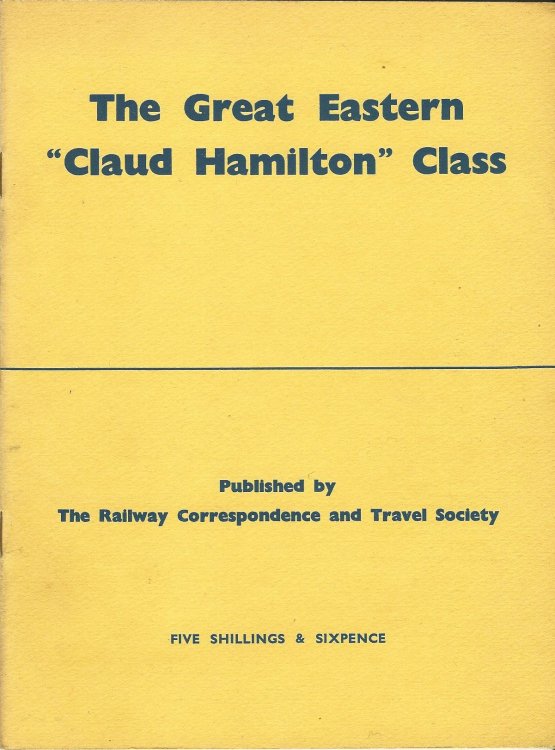 The Great Eastern
“Claud Hamilton” Class
Published by
The Railway Correspondence and Travel Society
FIVE SHILLINGS & SIXPENCE